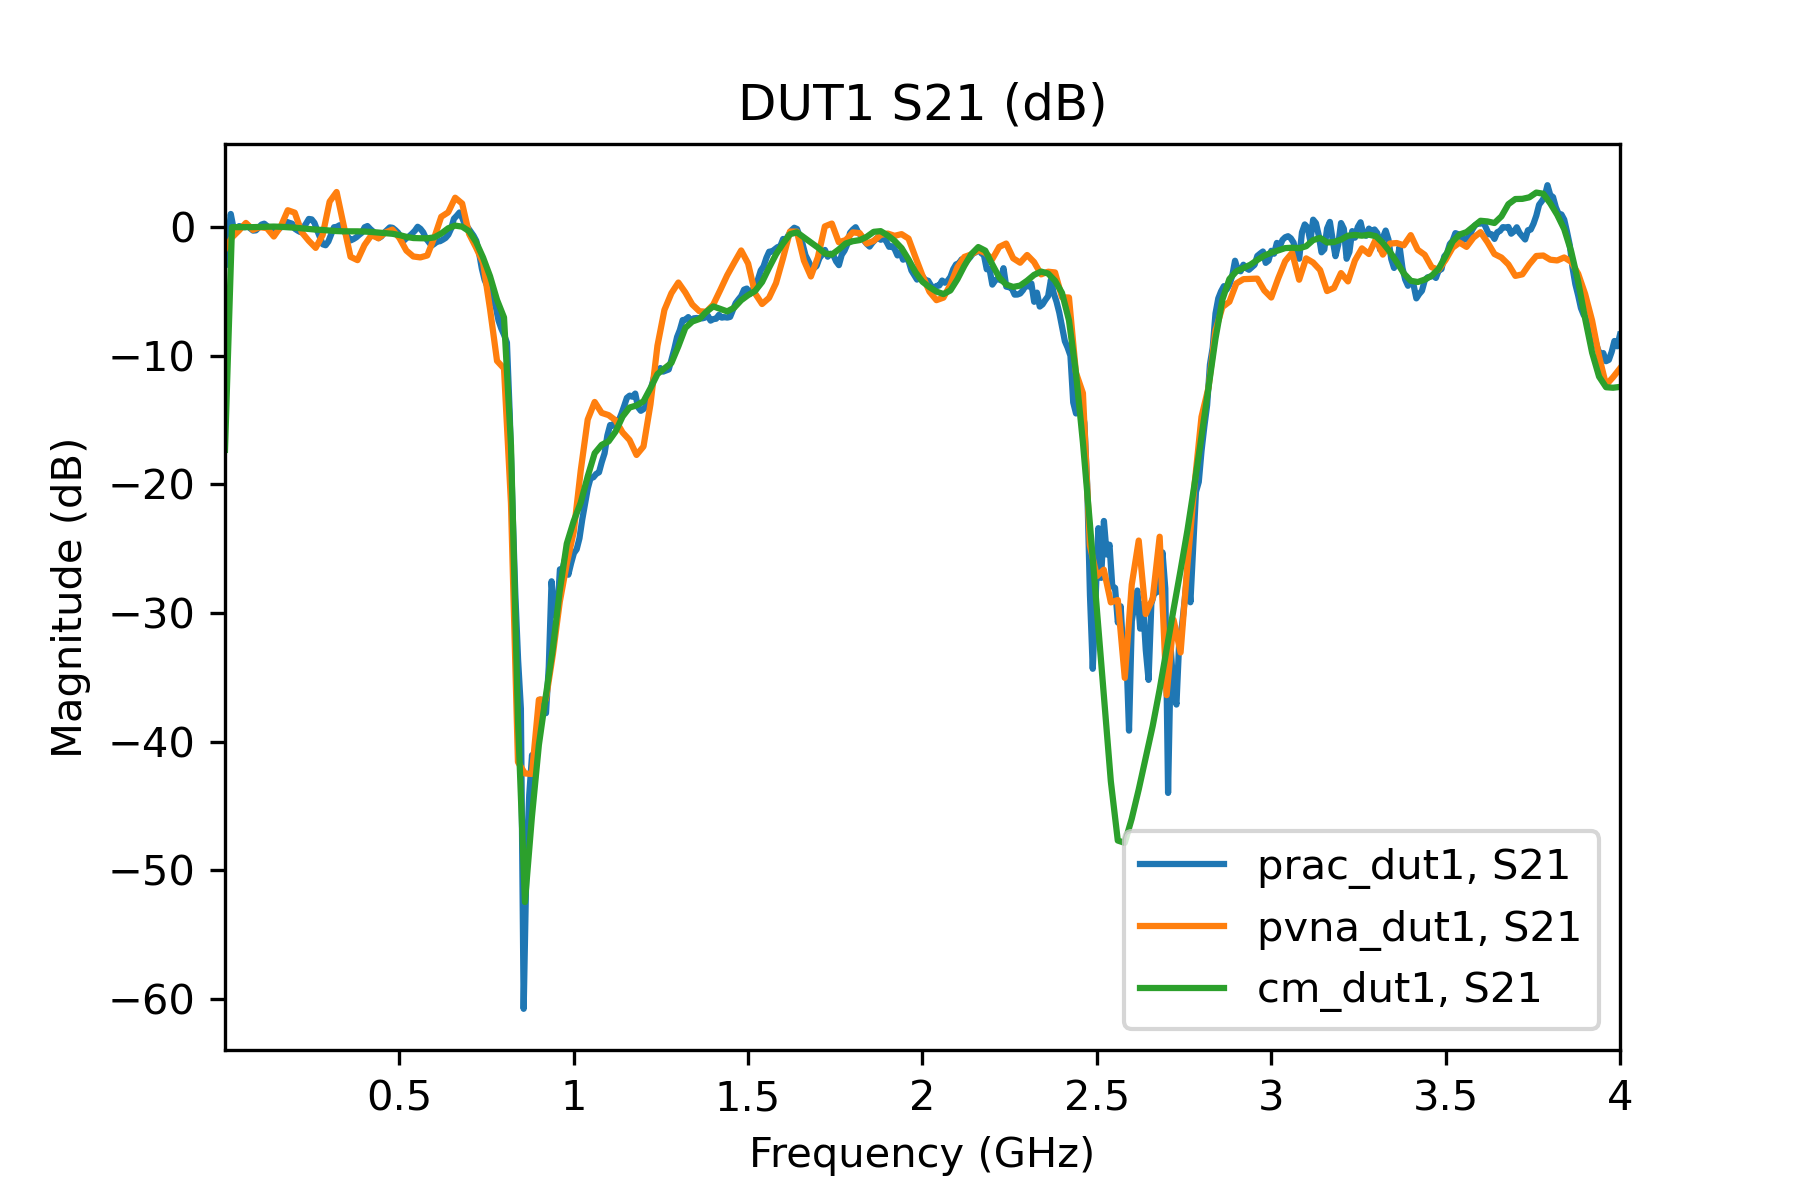 DUT1 S21 (dB)
Magnitude (dB)
0
−10
−20
−30
−40
−50
−60
prac_dut1, S21
pvna_dut1, S21
cm_dut1, S21
0.5 1 1.5 2 2.5 3 3.5 4
Frequency (GHz)